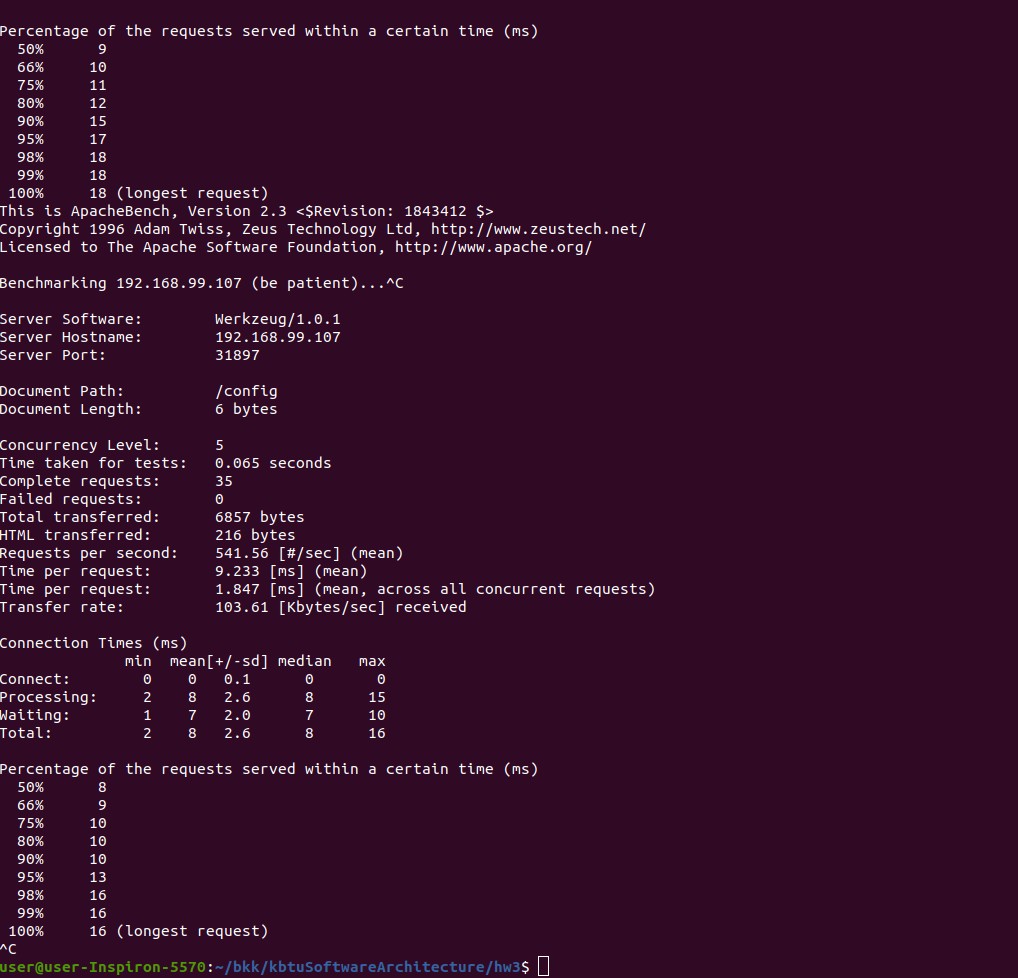 Percentage of the requests served within a certain time (ms)
  50%      9
  66%     10
  75%     11
  80%     12
  90%     15
  95%     17
  98%     18
  99%     18
 100%     18 (longest request)
This is ApacheBench, Version 2.3 <$Revision: 1843412 $>
Copyright 1996 Adam Twiss, Zeus Technology Ltd, http://www.zeustech.net/
Licensed to The Apache Software Foundation, http://www.apache.org/

Benchmarking 192.168.99.107 (be patient)...^C

Server Software:        Werkzeug/1.0.1
Server Hostname:        192.168.99.107
Server Port:            31897

Document Path:          /config
Document Length:        6 bytes

Concurrency Level:      5
Time taken for tests:   0.065 seconds
Complete requests:      35
Failed requests:        0
Total transferred:      6857 bytes
HTML transferred:       216 bytes
Requests per second:    541.56 [#/sec] (mean)
Time per request:       9.233 [ms] (mean)
Time per request:       1.847 [ms] (mean, across all concurrent requests)
Transfer rate:          103.61 [Kbytes/sec] received

Connection Times (ms)
              min  mean[+/-sd] median   max
Connect:        0    0   0.1      0       0
Processing:     2    8   2.6      8      15
Waiting:        1    7   2.0      7      10
Total:          2    8   2.6      8      16

Percentage of the requests served within a certain time (ms)
  50%      8
  66%      9
  75%     10
  80%     10
  90%     10
  95%     13
  98%     16
  99%     16
 100%     16 (longest request)
^C
user@user-Inspiron-5570:~/bkk/kbtuSoftwareArchitecture/hw3$